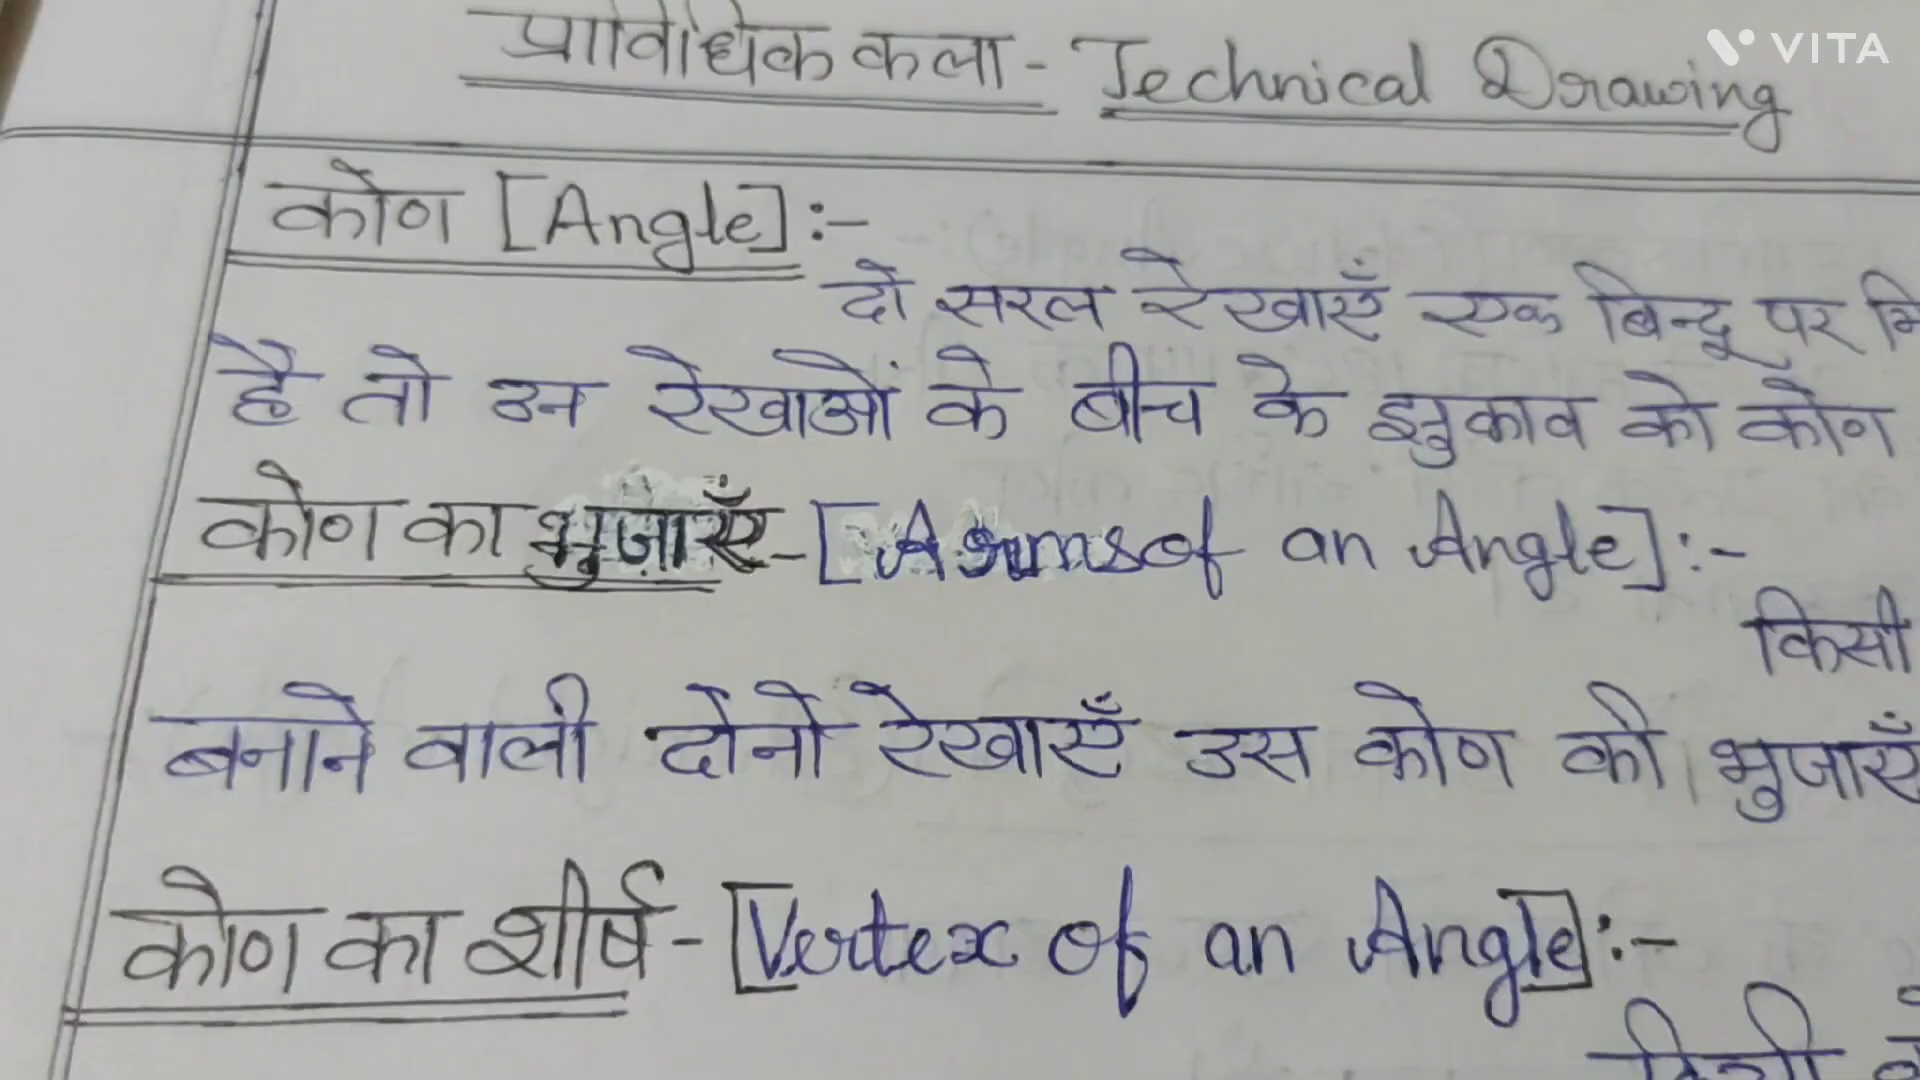 प्राविधिक कला - Technical Drawing
VITA
कोण [Angle]:-
दो सरल रेखाएँ एक बिन्दू पर
है तो उन रेखाओं के बीच के झुकाव को कोण
कोण का भुजाएँ - [Arms of an Angle]:-
किसी
बनाने वाली दोनो रेखाएँ उस कोण की भुजाएँ
कोण का शीर्ष - [Vertex of an Angle]:-